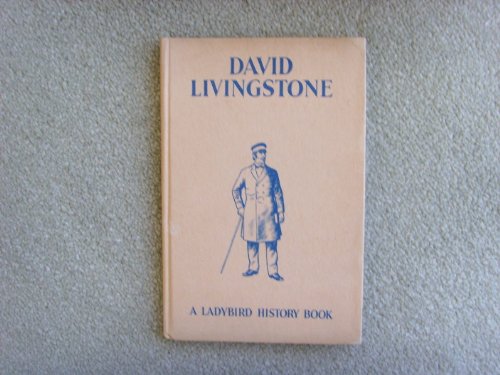 DAVID
LIVINGSTONE
A LADYBIRD HISTORY BOOK